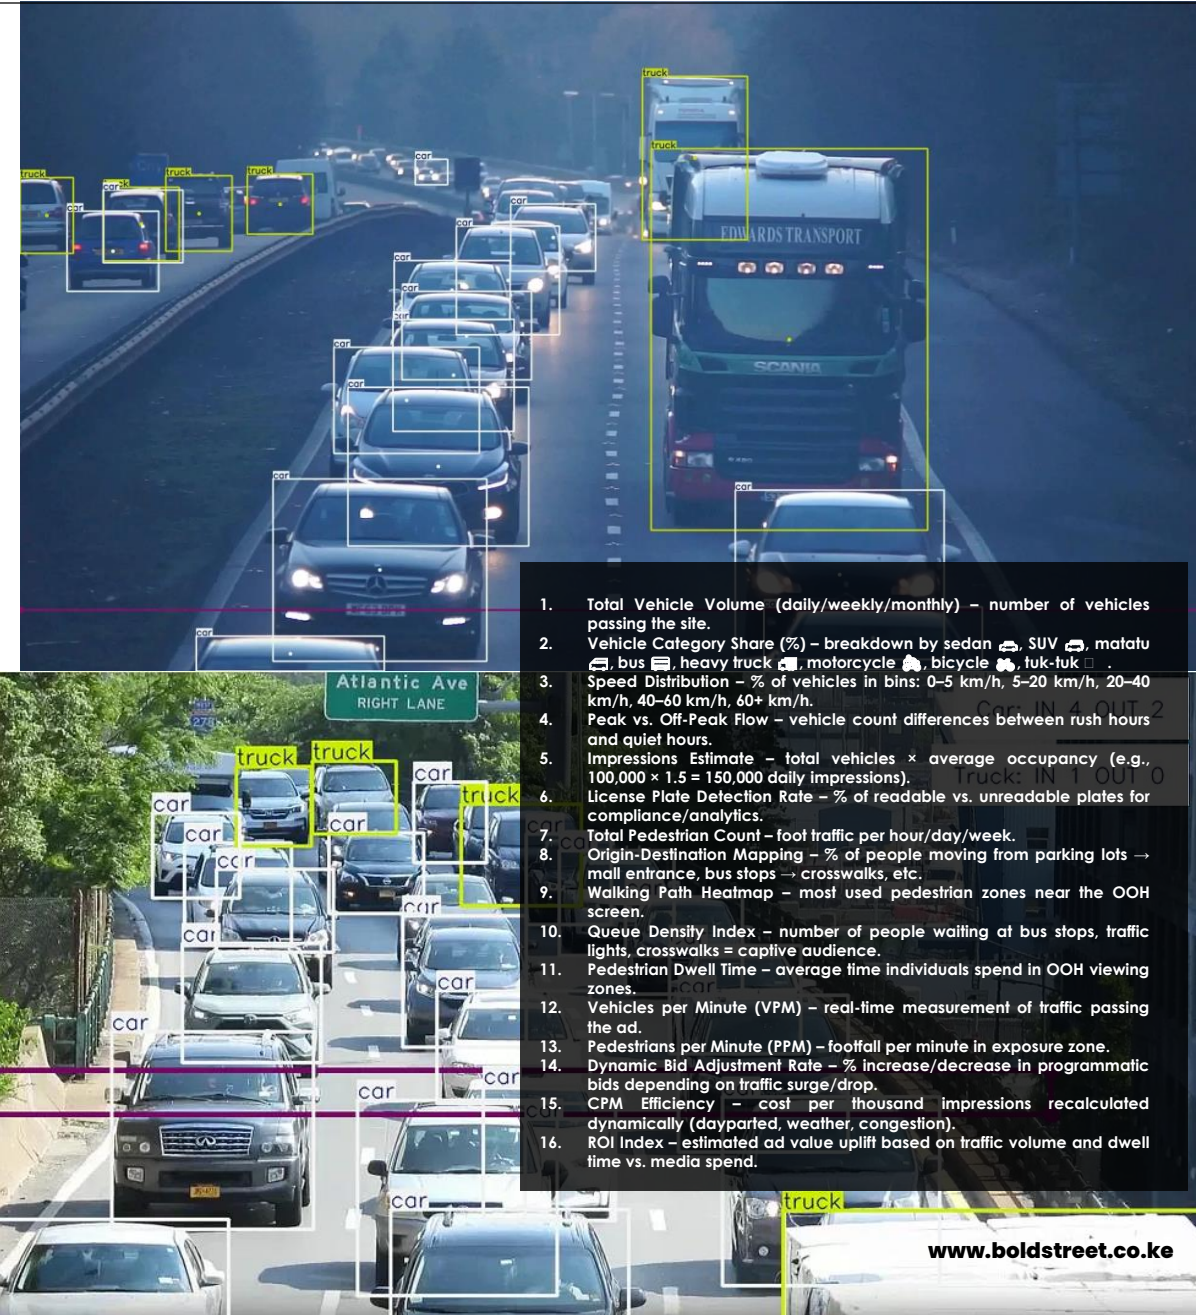 truck
truck
car
truck
car
truck
truck
car
car
car
car
car
car
car
car
EDWARDS TRANSPORT
SCANIA
car
car
car
1. Total Vehicle Volume (daily/weekly/monthly) – number of vehicles
passing the site.
2. Vehicle Category Share (%) – breakdown by sedan, SUV, matatu
, bus, heavy truck, motorcycle, bicycle, tuk-tuk .
3. Speed Distribution – % of vehicles in bins: 0–5 km/h, 5–20 km/h, 20–40
km/h, 40–60 km/h, 60+ km/h.
4. Peak vs. Off-Peak Flow – vehicle count differences between rush hours
and quiet hours.
5. Impressions Estimate – total vehicles × average occupancy (e.g.,
100,000 × 1.5 = 150,000 daily impressions).
6. License Plate Detection Rate – % of readable vs. unreadable plates for
compliance/analytics.
7. Total Pedestrian Count – foot traffic per hour/day/week.
8. Origin-Destination Mapping – % of people moving from parking lots →
mall entrance, bus stops → crosswalks, etc.
9. Walking Path Heatmap – most used pedestrian zones near the OOH
screen.
10. Queue Density Index – number of people waiting at bus stops, traffic
lights, crosswalks = captive audience.
11. Pedestrian Dwell Time – average time individuals spend in OOH viewing
zones.
12. Vehicles per Minute (VPM) – real-time measurement of traffic passing
the ad.
13. Pedestrians per Minute (PPM) – footfall per minute in exposure zone.
14. Dynamic Bid Adjustment Rate – % increase/decrease in programmatic
bids depending on traffic surge/drop.
15. CPM Efficiency – cost per thousand impressions recalculated
dynamically (dayparted, weather, congestion).
16. ROI Index – estimated ad value uplift based on traffic volume and dwell
time vs. media spend.
Car: IN 4 OUT 2
Truck: IN 1 OUT 0
Atlantic Ave
RIGHT LANE
278
truck
truck
car
truck
car
car
car
car
car
car
car
car
car
car
car
car
truck
www.boldstreet.co.ke